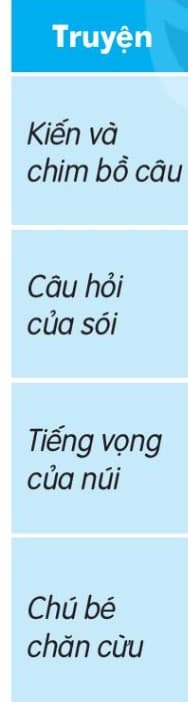 Truyện
Kiến và
chim bồ câu
Câu hỏi
của sói
Tiếng vọng
của núi
Chú bé
chăn cừu